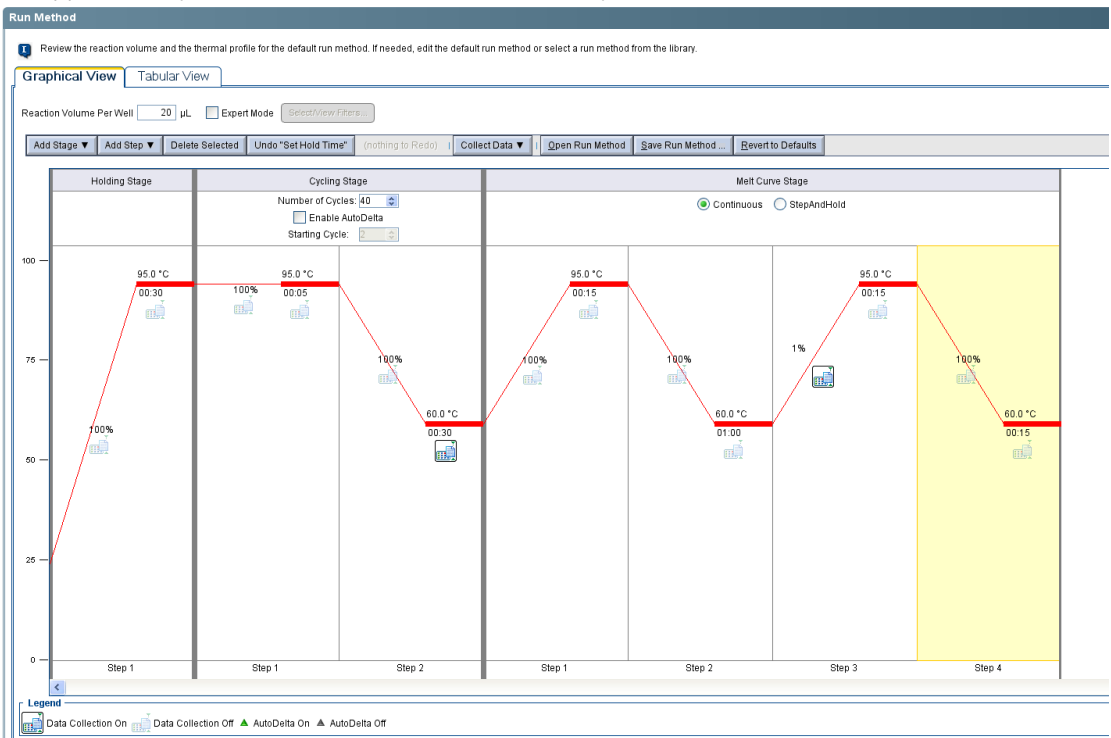 Run Method
Review the reaction volume and the thermal profile for the default run method. If needed, edit the default run method or select a run method from the library.
Graphical View Tabular View
Reaction Volume Per Well 20 µL Expert Mode Select/View Filters...
Add Stage ▼ Add Step ▼ Delete Selected Undo "Set Hold Time" (nothing to Redo) Collect Data ▼ Open Run Method Save Run Method ... Revert to Defaults
Holding Stage Cycling Stage Melt Curve Stage
Number of Cycles: 40
Continuous StepAndHold
Enable AutoDelta
Starting Cycle: 2
100
95.0 °C 95.0 °C 95.0 °C 95.0 °C
00:30 100% 00:05 00:15 00:15
1%
75 100% 100% 100% 100%
60.0 °C 60.0 °C 60.0 °C
100% 00:30 01:00 00:15
50
25
0
Step 1 Step 1 Step 2 Step 1 Step 2 Step 3 Step 4
<
Legend
Data Collection On Data Collection Off AutoDelta On AutoDelta Off